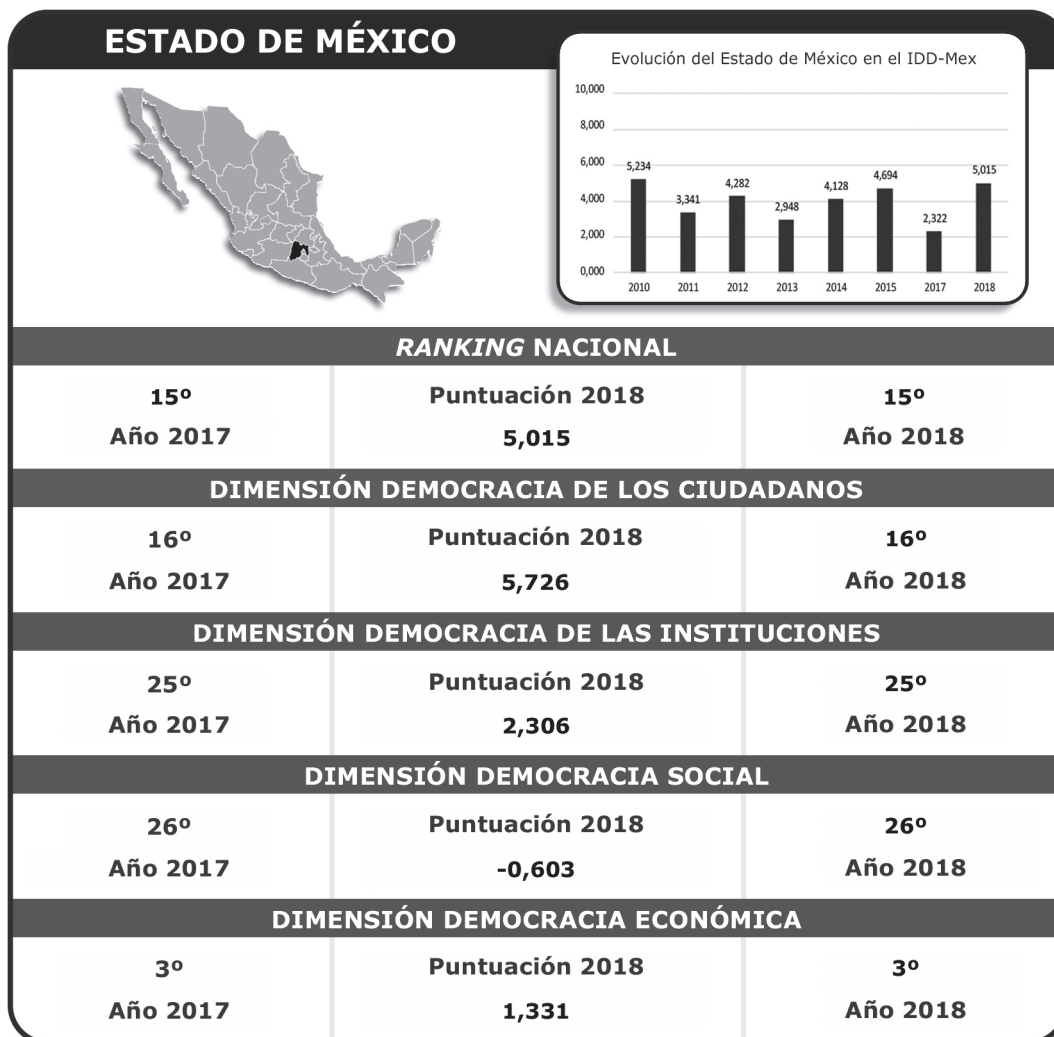 ESTADO DE MÉXICO
Evolución del Estado de México en el IDD-Mex
10,000
8,000
6,000
4,000
2,000
0,000
5,234
3,341
4,282
2,948
4,128
4,694
2,322
5,015
2010 2011 2012 2013 2014 2015 2017 2018
RANKING NACIONAL
15º Puntuación 2018 15º
Año 2017 5,015 Año 2018
DIMENSIÓN DEMOCRACIA DE LOS CIUDADANOS
16º Puntuación 2018 16º
Año 2017 5,726 Año 2018
DIMENSIÓN DEMOCRACIA DE LAS INSTITUCIONES
25º Puntuación 2018 25º
Año 2017 2,306 Año 2018
DIMENSIÓN DEMOCRACIA SOCIAL
26º Puntuación 2018 26º
Año 2017 -0,603 Año 2018
DIMENSIÓN DEMOCRACIA ECONÓMICA
3º Puntuación 2018 3º
Año 2017 1,331 Año 2018